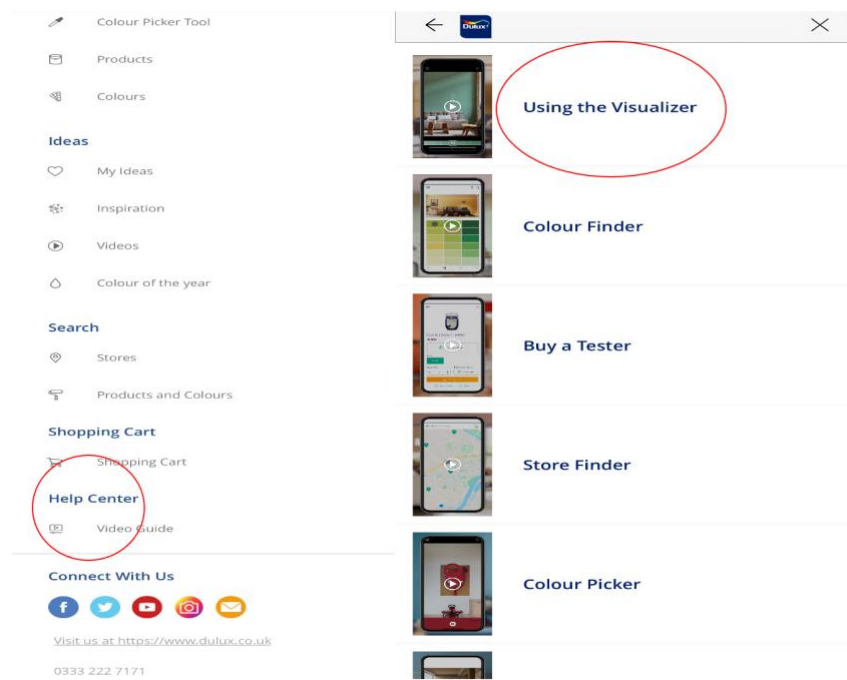 Colour Picker Tool
Products
Colours
Ideas
My Ideas
Inspiration
Videos
Colour of the year
Search
Stores
Products and Colours
Shopping Cart
Shopping Cart
Help Center
Video Guide
Connect With Us
Visit us at https://www.dulux.co.uk
0333 222 7171
Dulux
Using the Visualizer
Colour Finder
Buy a Tester
Store Finder
Colour Picker